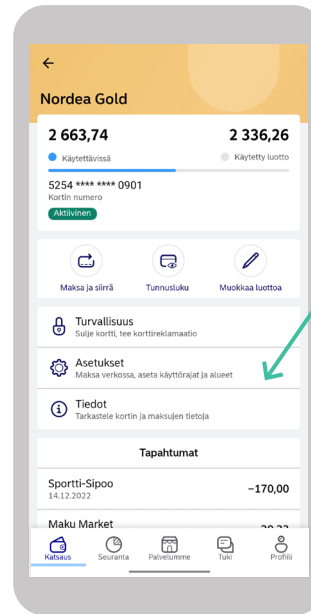 Nordea Gold
2 663,74 2 336,26
Käytettävissä Käytetty luotto
5254 **** **** 0901
Kortin numero
Aktiivinen
Maksa ja siirrä Tunnusluku Muokkaa luottoa
Turvallisuus
Sulje kortti, tee korttireklamaatio
Asetukset
Maksa verkossa, aseta käyttörajat ja alueet
Tiedot
Tarkastele kortin ja maksujen tietoja
Tapahtumat
Sportti-Sipoo −170,00
14.12.2022
Maku Market
Katsaus Seuranta Palvelumme Tuki Profiili